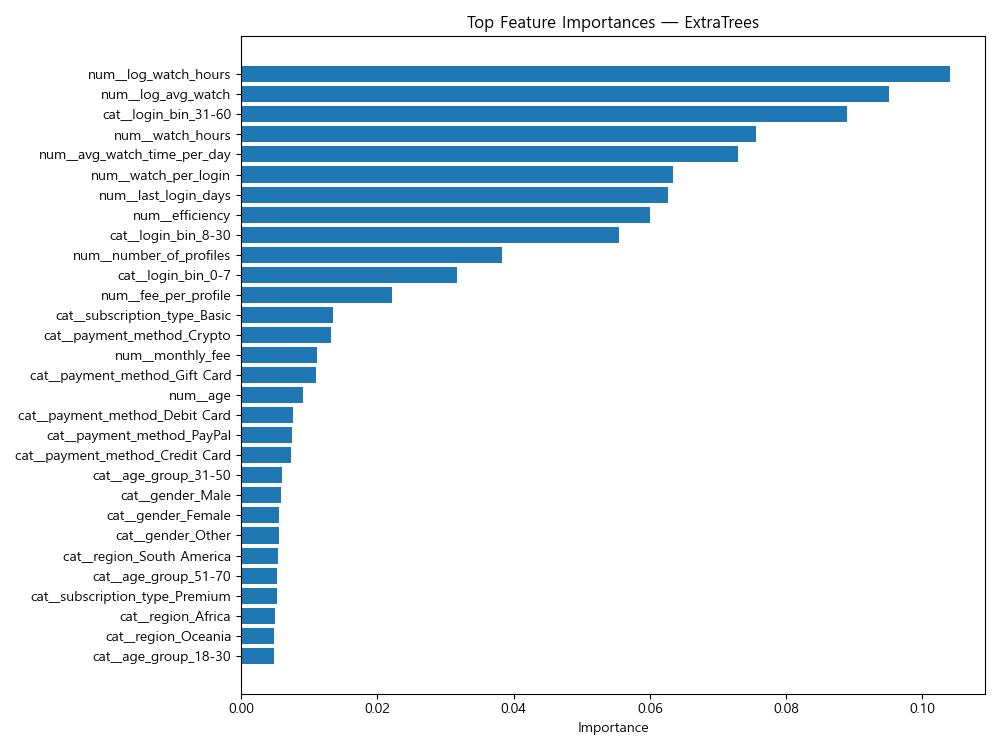 Top Feature Importances — ExtraTrees
num__log_watch_hours
num__log_avg_watch
cat__login_bin_31-60
num__watch_hours
num__avg_watch_time_per_day
num__watch_per_login
num__last_login_days
num__efficiency
cat__login_bin_8-30
num__number_of_profiles
cat__login_bin_0-7
num__fee_per_profile
cat__subscription_type_Basic
cat__payment_method_Crypto
num__monthly_fee
cat__payment_method_Gift Card
num__age
cat__payment_method_Debit Card
cat__payment_method_PayPal
cat__payment_method_Credit Card
cat__age_group_31-50
cat__gender_Male
cat__gender_Female
cat__gender_Other
cat__region_South America
cat__age_group_51-70
cat__subscription_type_Premium
cat__region_Africa
cat__region_Oceania
cat__age_group_18-30
0.00 0.02 0.04 0.06 0.08 0.10
Importance